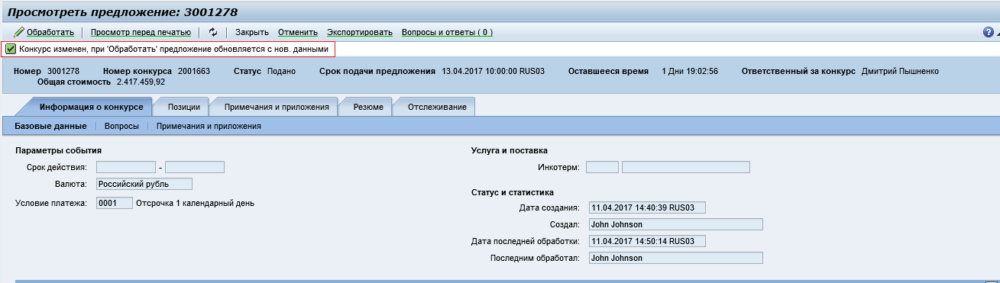 Просмотреть предложение: 3001278
Обработать Просмотр перед печатью Закрыть Отменить Экспортировать Вопросы и ответы ( 0 )
Конкурс изменен, при 'Обработать' предложение обновляется с нов. данными
Номер 3001278 Номер конкурса 2001663 Статус Подано Срок подачи предложения 13.04.2017 10:00:00 RUS03 Оставшееся время 1 Дни 19:02:56 Ответственный за конкурс Дмитрий Пышненко
Общая стоимость 2.417.459,92
Информация о конкурсе Позиции Примечания и приложения Резюме Отслеживание
Базовые данные Вопросы Примечания и приложения
Параметры события Услуга и поставка
Срок действия: - Инкотерм:
Валюта: Российский рубль
Статус и статистика
Условие платежа: 0001 Отсрочка 1 календарный день
Дата создания: 11.04.2017 14:40:39 RUS03
Создал: John Johnson
Дата последней обработки: 11.04.2017 14:50:14 RUS03
Последним обработал: John Johnson